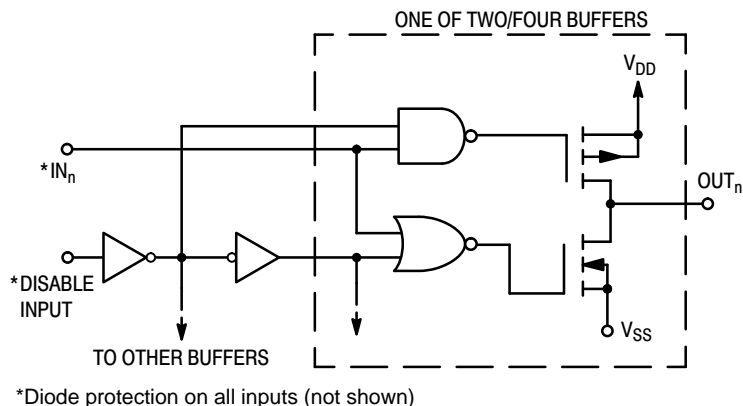 ONE OF TWO/FOUR BUFFERS
VDD
*INn
OUTn
*DISABLE
INPUT
VSS
TO OTHER BUFFERS
*Diode protection on all inputs (not shown)